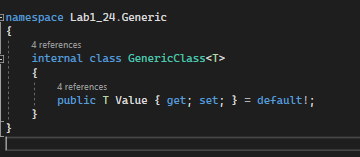 namespace Lab1_24.Generic
{
4 references
internal class GenericClass<T>
{
4 references
public T Value { get; set; } = default!;
}
}